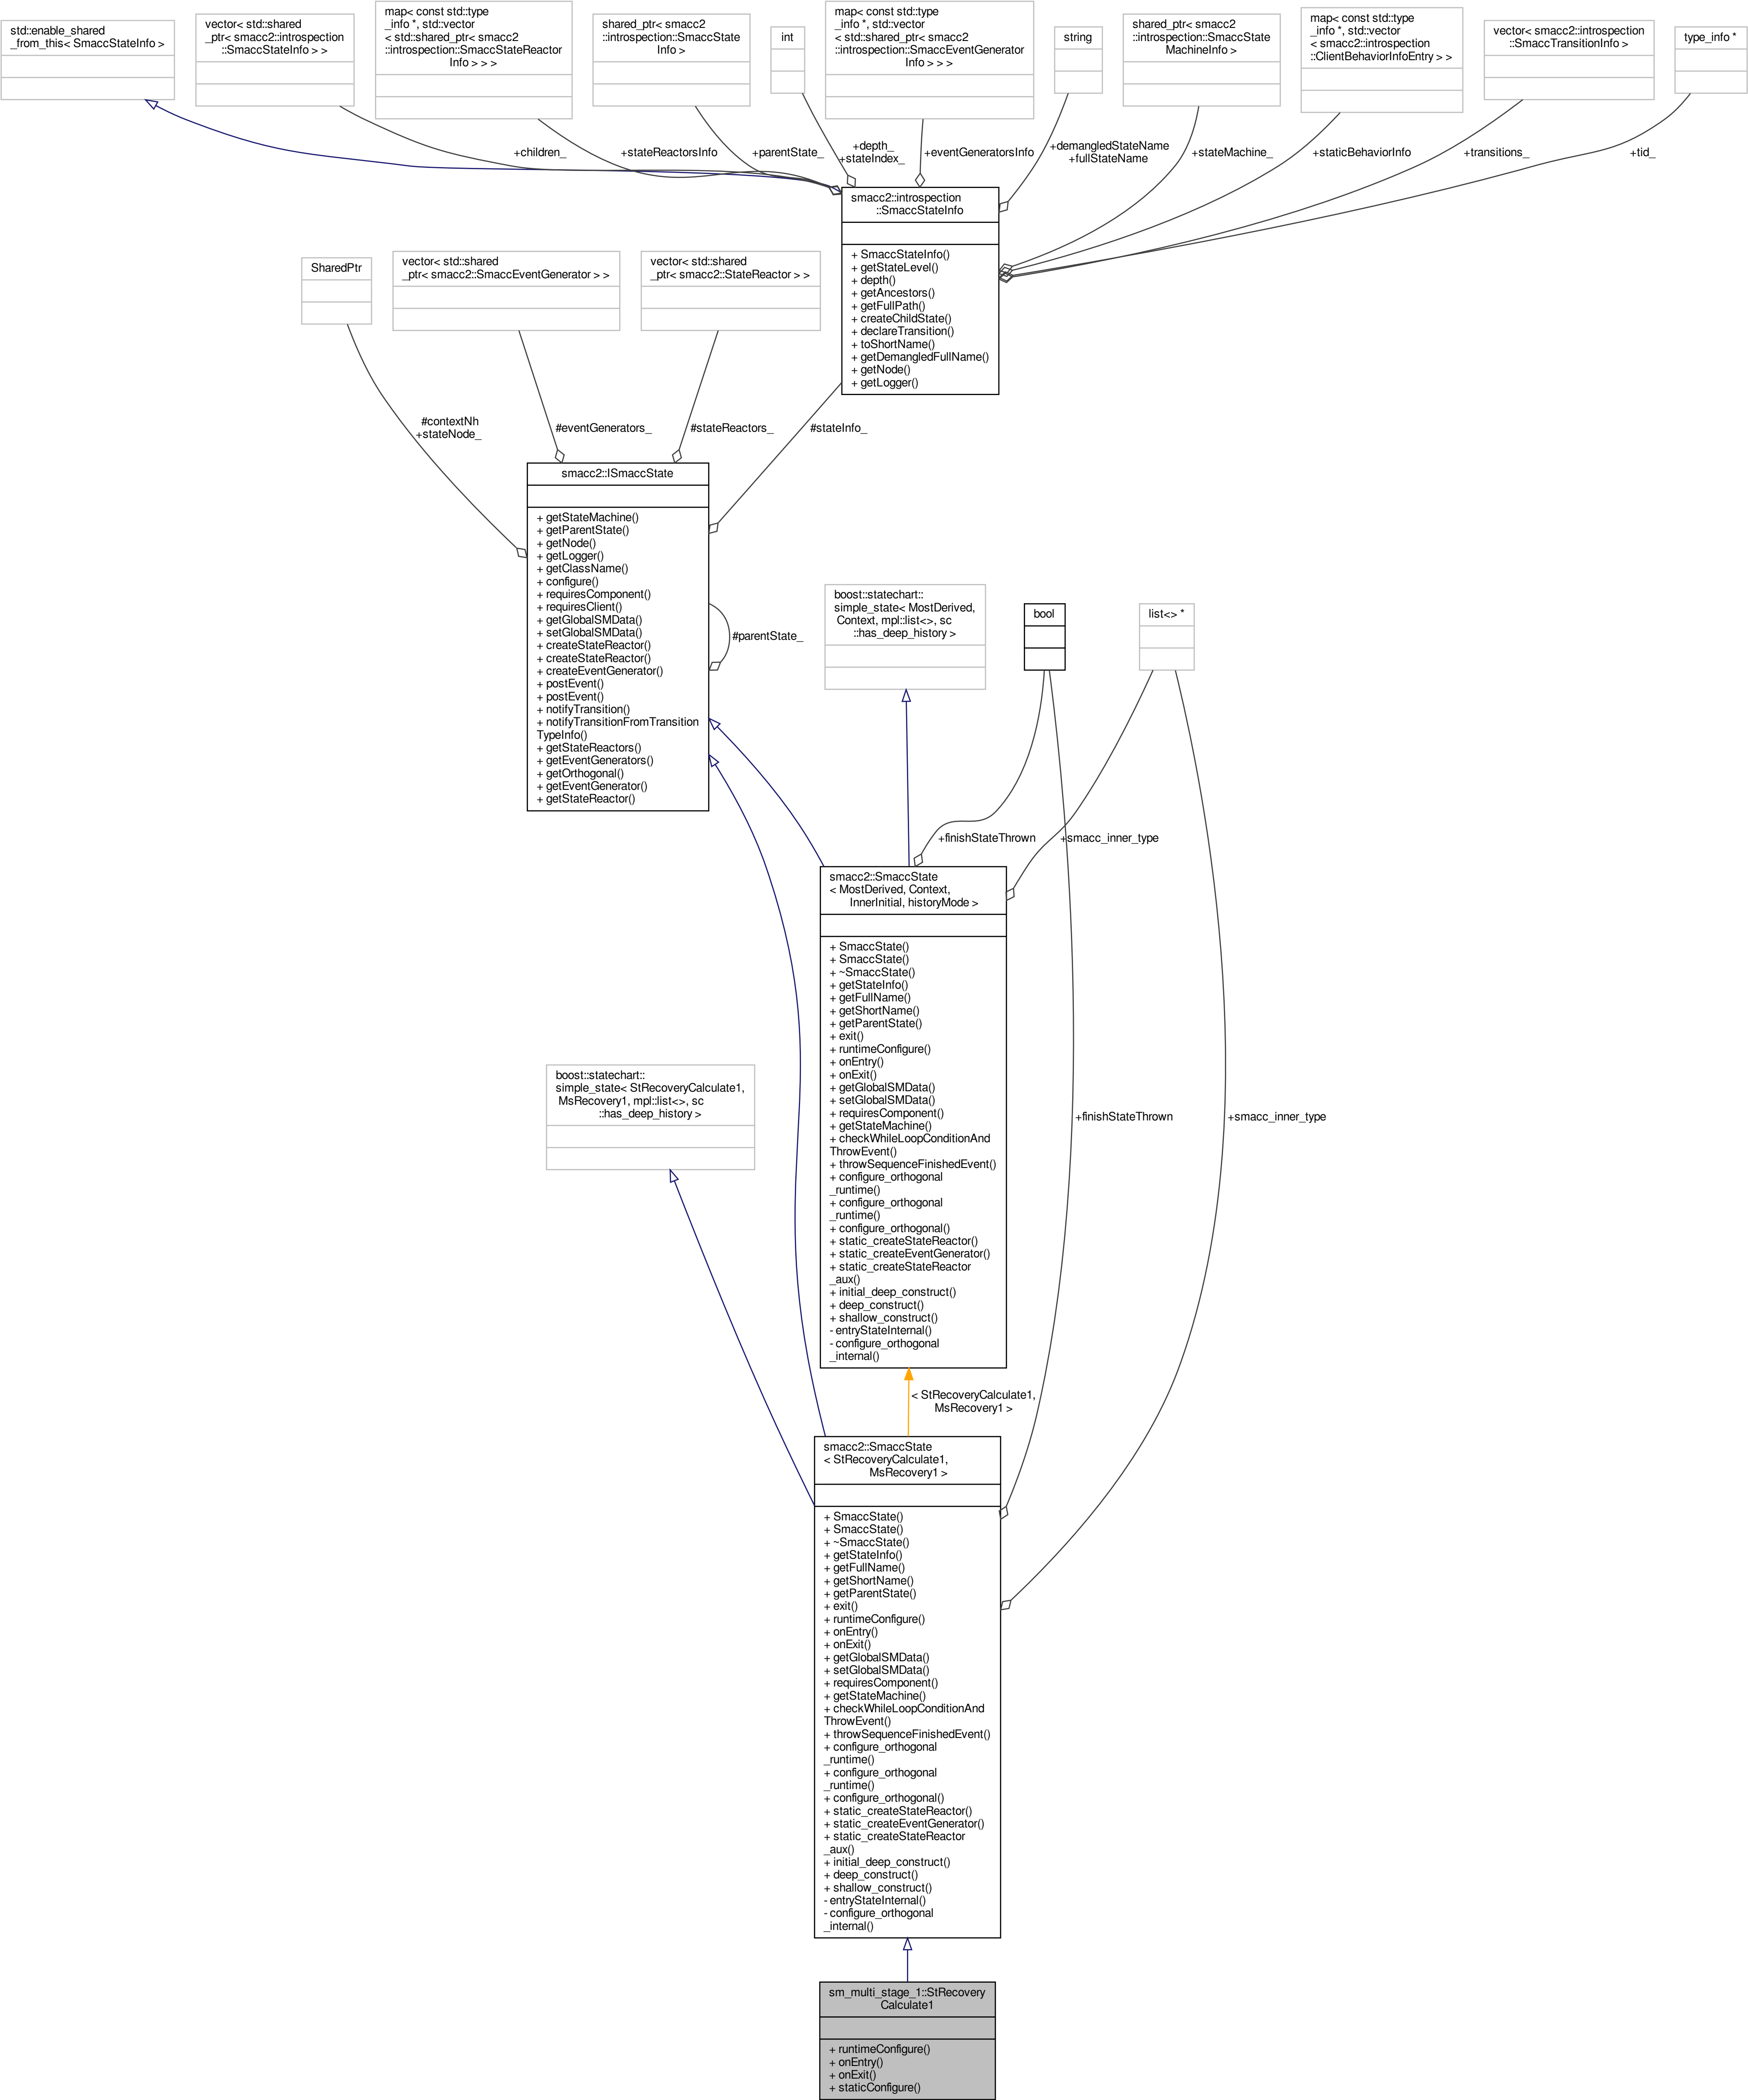 std::enable_shared
_from_this< SmaccStateInfo >
vector< std::shared
_ptr< smacc2::introspection
::SmaccStateInfo > >
map< const std::type
_info *, std::vector
< std::shared_ptr< smacc2
::introspection::SmaccStateReactor
Info > > >
shared_ptr< smacc2
::introspection::SmaccState
Info >
int
map< const std::type
_info *, std::vector
< std::shared_ptr< smacc2
::introspection::SmaccEventGenerator
Info > > >
string
shared_ptr< smacc2
::introspection::SmaccState
MachineInfo >
map< const std::type
_info *, std::vector
< smacc2::introspection
::ClientBehaviorInfoEntry > >
vector< smacc2::introspection
::SmaccTransitionInfo >
type_info *
+children_
+stateReactorsInfo
+parentState_
+depth_
+stateIndex_
+eventGeneratorsInfo
+demangledStateName
+fullStateName
+stateMachine_
+staticBehaviorInfo
+transitions_
+tid_
smacc2::introspection
::SmaccStateInfo
+ SmaccStateInfo()
+ getStateLevel()
+ depth()
+ getAncestors()
+ getFullPath()
+ createChildState()
+ declareTransition()
+ toShortName()
+ getDemangledFullName()
+ getNode()
+ getLogger()
SharedPtr
vector< std::shared
_ptr< smacc2::SmaccEventGenerator > >
vector< std::shared
_ptr< smacc2::StateReactor > >
#contextNh
+stateNode_
#eventGenerators_
#stateReactors_
#stateInfo_
smacc2::ISmaccState
+ getStateMachine()
+ getParentState()
+ getNode()
+ getLogger()
+ getClassName()
+ configure()
+ requiresComponent()
+ requiresClient()
+ getGlobalSMData()
+ setGlobalSMData()
+ createStateReactor()
+ createStateReactor()
+ createEventGenerator()
+ postEvent()
+ postEvent()
+ notifyTransition()
+ notifyTransitionFromTransition
TypeInfo()
+ getStateReactors()
+ getEventGenerators()
+ getOrthogonal()
+ getEventGenerator()
+ getStateReactor()
#parentState_
boost::statechart::
simple_state< MostDerived,
Context, mpl::list<>, sc
::has_deep_history >
bool
list<> *
+finishStateThrown
+smacc_inner_type
smacc2::SmaccState
< MostDerived, Context,
InnerInitial, historyMode >
+ SmaccState()
+ SmaccState()
+ ~SmaccState()
+ getStateInfo()
+ getFullName()
+ getShortName()
+ getParentState()
+ exit()
+ runtimeConfigure()
+ onEntry()
+ onExit()
+ getGlobalSMData()
+ setGlobalSMData()
+ requiresComponent()
+ getStateMachine()
+ checkWhileLoopConditionAnd
ThrowEvent()
+ throwSequenceFinishedEvent()
+ configure_orthogonal
_runtime()
+ configure_orthogonal
_runtime()
+ configure_orthogonal()
+ static_createStateReactor()
+ static_createEventGenerator()
+ static_createStateReactor
_aux()
+ initial_deep_construct()
+ deep_construct()
+ shallow_construct()
- entryStateInternal()
- configure_orthogonal
_internal()
boost::statechart::
simple_state< StRecoveryCalculate1,
MsRecovery1, mpl::list<>, sc
::has_deep_history >
+finishStateThrown
+smacc_inner_type
< StRecoveryCalculate1,
MsRecovery1 >
smacc2::SmaccState
< StRecoveryCalculate1,
MsRecovery1 >
+ SmaccState()
+ SmaccState()
+ ~SmaccState()
+ getStateInfo()
+ getFullName()
+ getShortName()
+ getParentState()
+ exit()
+ runtimeConfigure()
+ onEntry()
+ onExit()
+ getGlobalSMData()
+ setGlobalSMData()
+ requiresComponent()
+ getStateMachine()
+ checkWhileLoopConditionAnd
ThrowEvent()
+ throwSequenceFinishedEvent()
+ configure_orthogonal
_runtime()
+ configure_orthogonal
_runtime()
+ configure_orthogonal()
+ static_createStateReactor()
+ static_createEventGenerator()
+ static_createStateReactor
_aux()
+ initial_deep_construct()
+ deep_construct()
+ shallow_construct()
- entryStateInternal()
- configure_orthogonal
_internal()
sm_multi_stage_1::StRecovery
Calculate1
+ runtimeConfigure()
+ onEntry()
+ onExit()
+ staticConfigure()